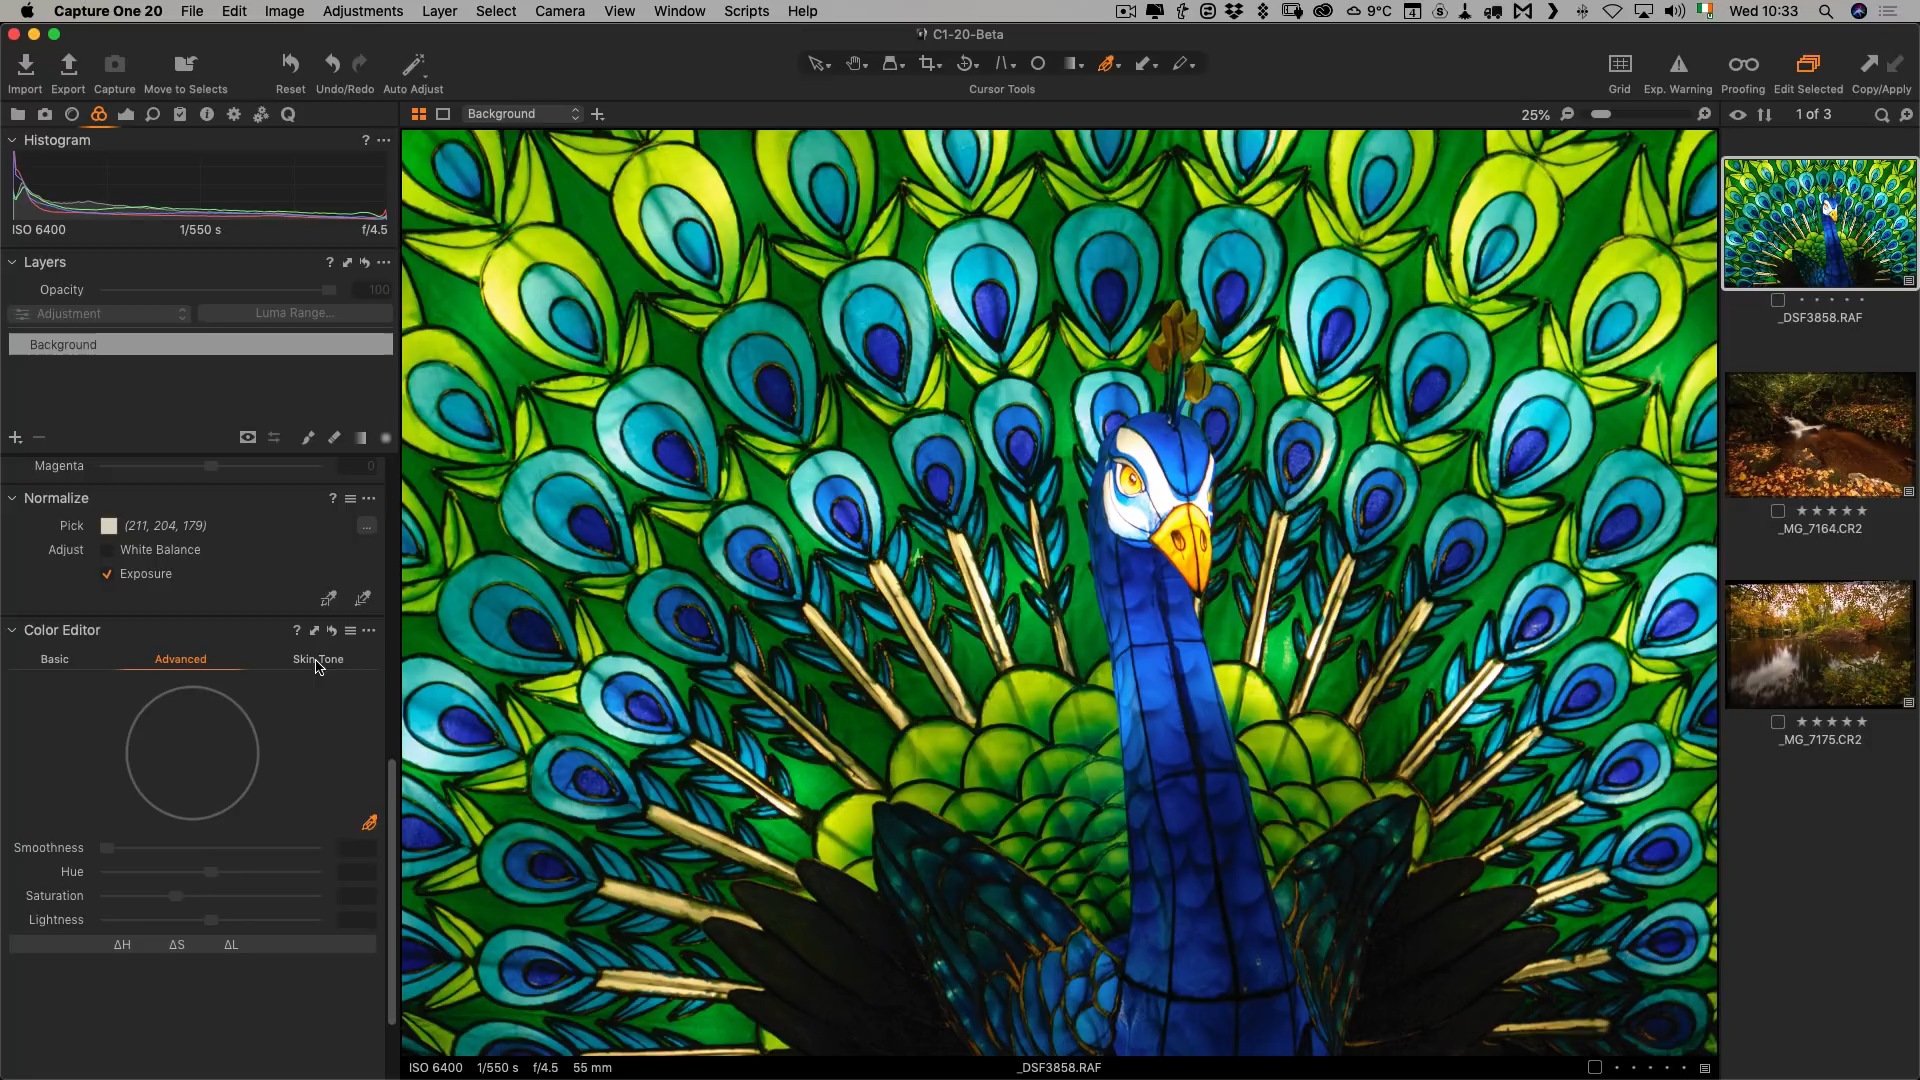 Capture One 20 File Edit Image Adjustments Layer Select Camera View Window Scripts Help 9°C 4 Wed 10:33
C1-20-Beta
Import Export Capture Move to Selects Reset Undo/Redo Auto Adjust Cursor Tools Grid Exp. Warning Proofing Edit Selected Copy/Apply
Background 25% 1 of 3
Histogram ? ...
ISO 6400 1/550 s f/4.5
Layers ? ...
Opacity 100
Adjustment Luma Range...
Background
Magenta 0
Normalize ? ...
Pick (211, 204, 179) ...
Adjust White Balance
Exposure
Color Editor ? ...
Basic Advanced Skin Tone
Smoothness
Hue
Saturation
Lightness
ΔH ΔS ΔL
_DSF3858.RAF
_MG_7164.CR2
_MG_7175.CR2
ISO 6400 1/550 s f/4.5 55 mm _DSF3858.RAF